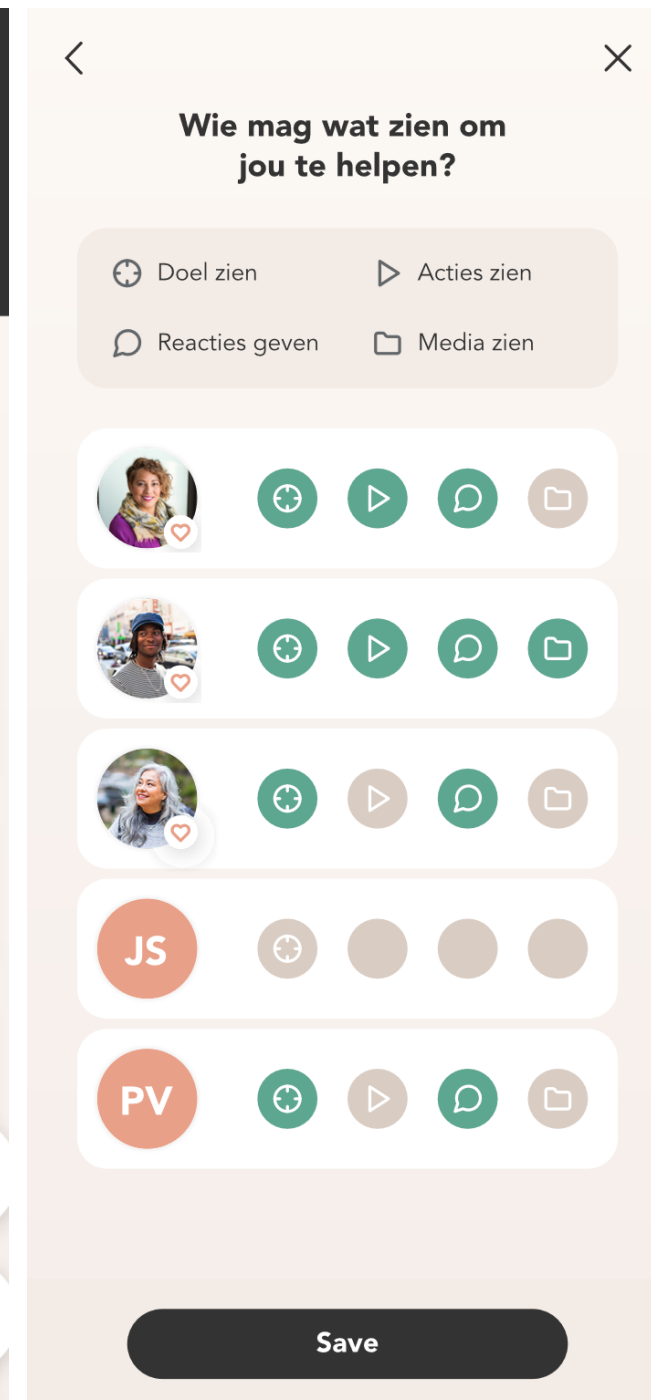 Wie mag wat zien om
jou te helpen?
Doel zien
Acties zien
Reacties geven
Media zien
JS
PV
Save